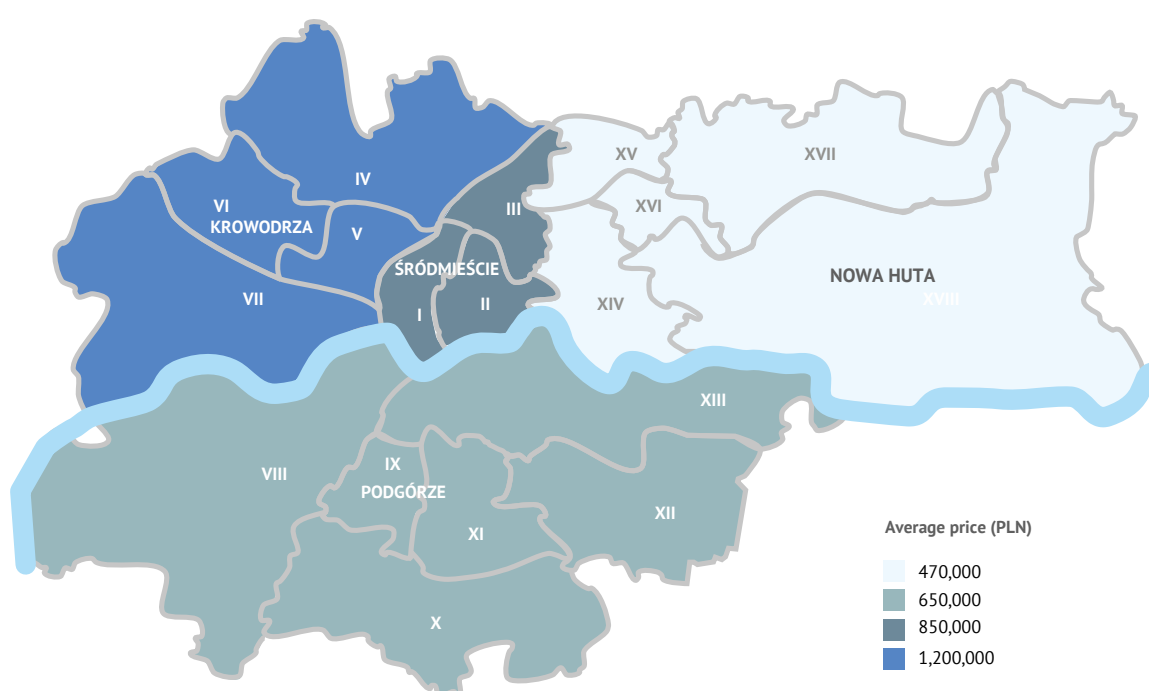 XV
XVII
IV
VI
XVI
III
KROWODRZA
V
ŚRÓDMIEŚCIE
NOWA HUTA
VII
XVIII
II
XIV
I
XIII
IX
VIII
PODGÓRZE
XII
XI
X
Average price (PLN)
470,000
650,000
850,000
1,200,000